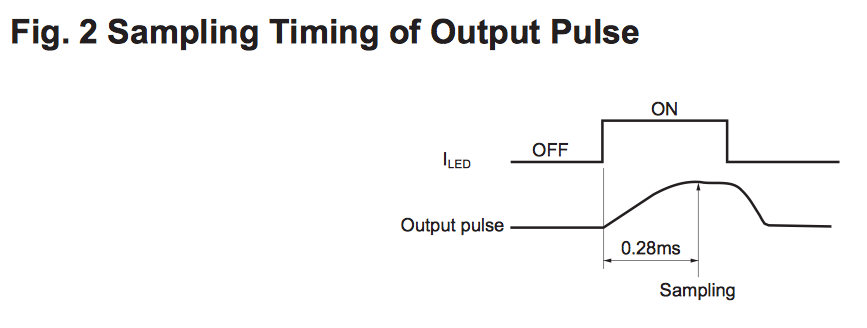 Fig. 2 Sampling Timing of Output Pulse
ON
OFF
ILED
Output pulse
0.28ms
Sampling